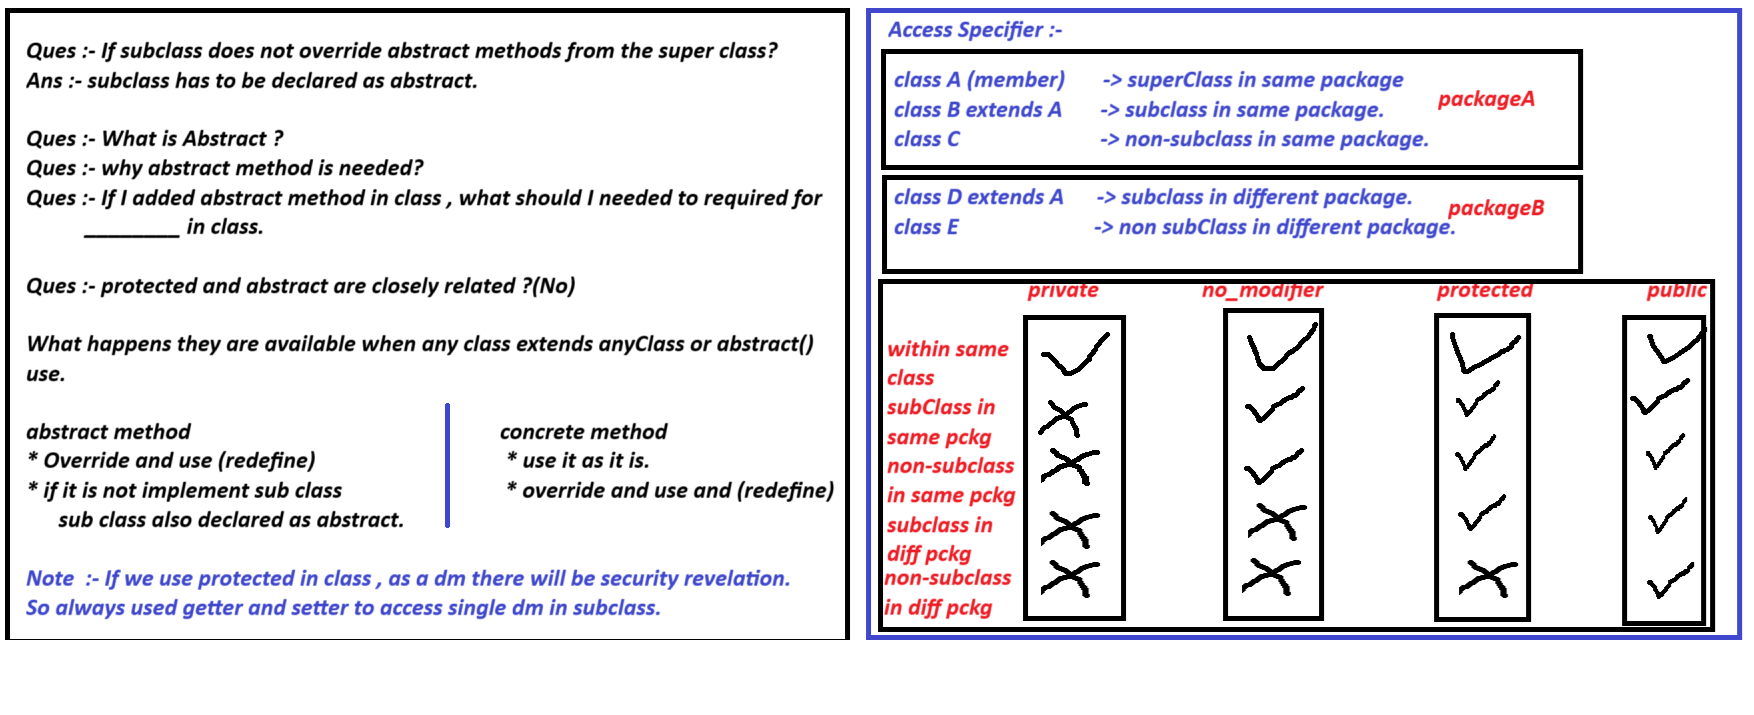 Ques :- If subclass does not override abstract methods from the super class?
Ans :- subclass has to be declared as abstract.
Ques :- What is Abstract ?
Ques :- why abstract method is needed?
Ques :- If I added abstract method in class , what should I needed to required for
________ in class.
Ques :- protected and abstract are closely related ?(No)
What happens they are available when any class extends anyClass or abstract()
use.
abstract method
* Override and use (redefine)
* if it is not implement sub class
sub class also declared as abstract.
concrete method
* use it as it is.
* override and use and (redefine)
Note :- If we use protected in class , as a dm there will be security revelation.
So always used getter and setter to access single dm in subclass.
Access Specifier :-
class A (member) -> superClass in same package
class B extends A -> subclass in same package.
class C -> non-subclass in same package.
packageA
class D extends A -> subclass in different package.
class E -> non subClass in different package.
packageB
private no_modifier protected public
within same
class
subClass in
same pckg
non-subclass
in same pckg
subclass in
diff pckg
non-subclass
in diff pckg